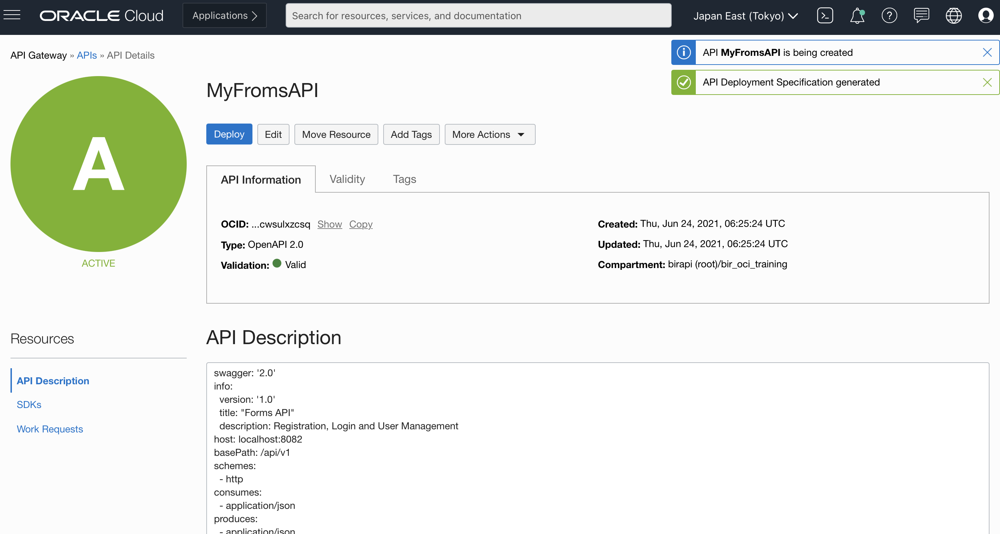 ORACLE Cloud
Applications
Search for resources, services, and documentation
Japan East (Tokyo)
API Gateway » APIs » API Details
API MyFromsAPI is being created
API Deployment Specification generated
A
ACTIVE
MyFromsAPI
Deploy
Edit
Move Resource
Add Tags
More Actions
API Information
Validity
Tags
OCID: ...cwsulxzcsq Show Copy
Type: OpenAPI 2.0
Validation: Valid
Created: Thu, Jun 24, 2021, 06:25:24 UTC
Updated: Thu, Jun 24, 2021, 06:25:24 UTC
Compartment: birapi (root)/bir_oci_training
Resources
API Description
SDKs
Work Requests
API Description
swagger: '2.0'
info:
version: '1.0'
title: "Forms API"
description: Registration, Login and User Management
host: localhost:8082
basePath: /api/v1
schemes:
- http
consumes:
- application/json
produces:
- application/json